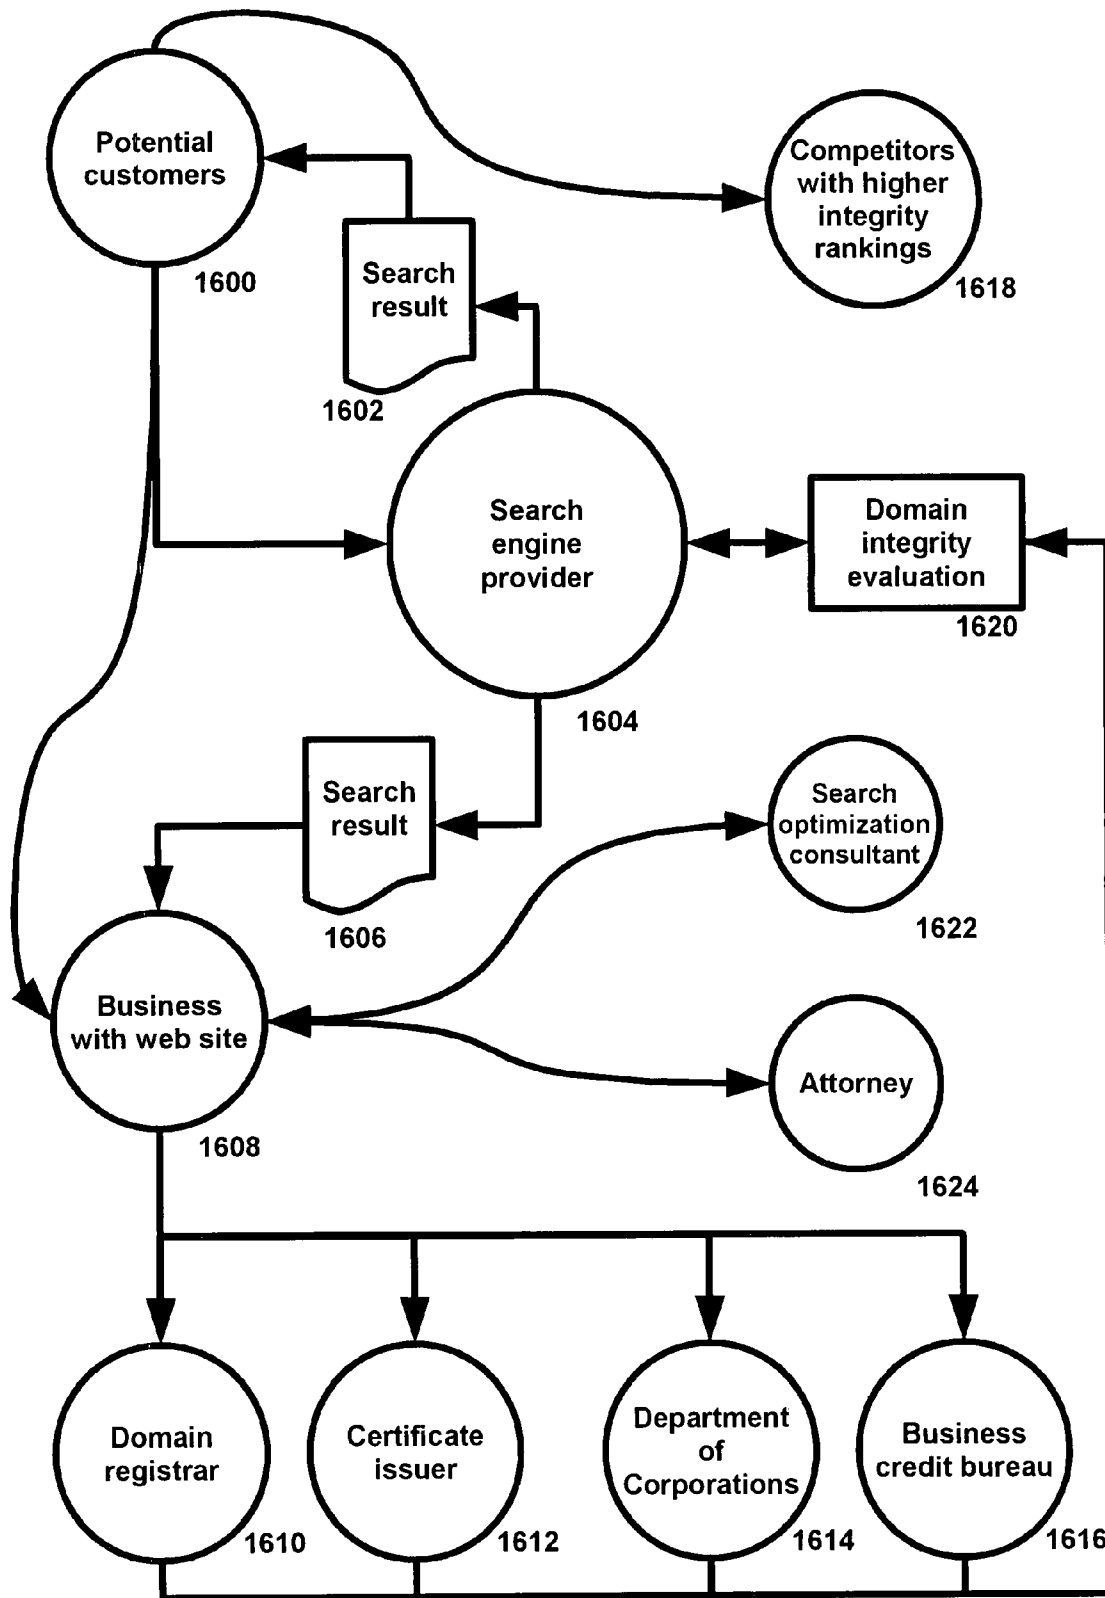 Potential
customers
1600
Competitors
with higher
integrity
rankings
1618
Search
result
1602
Search
engine
provider
1604
Domain
integrity
evaluation
1620
Search
result
1606
Search
optimization
consultant
1622
Business
with web site
1608
Attorney
1624
Domain
registrar
1610
Certificate
issuer
1612
Department
of
Corporations
1614
Business
credit bureau
1616